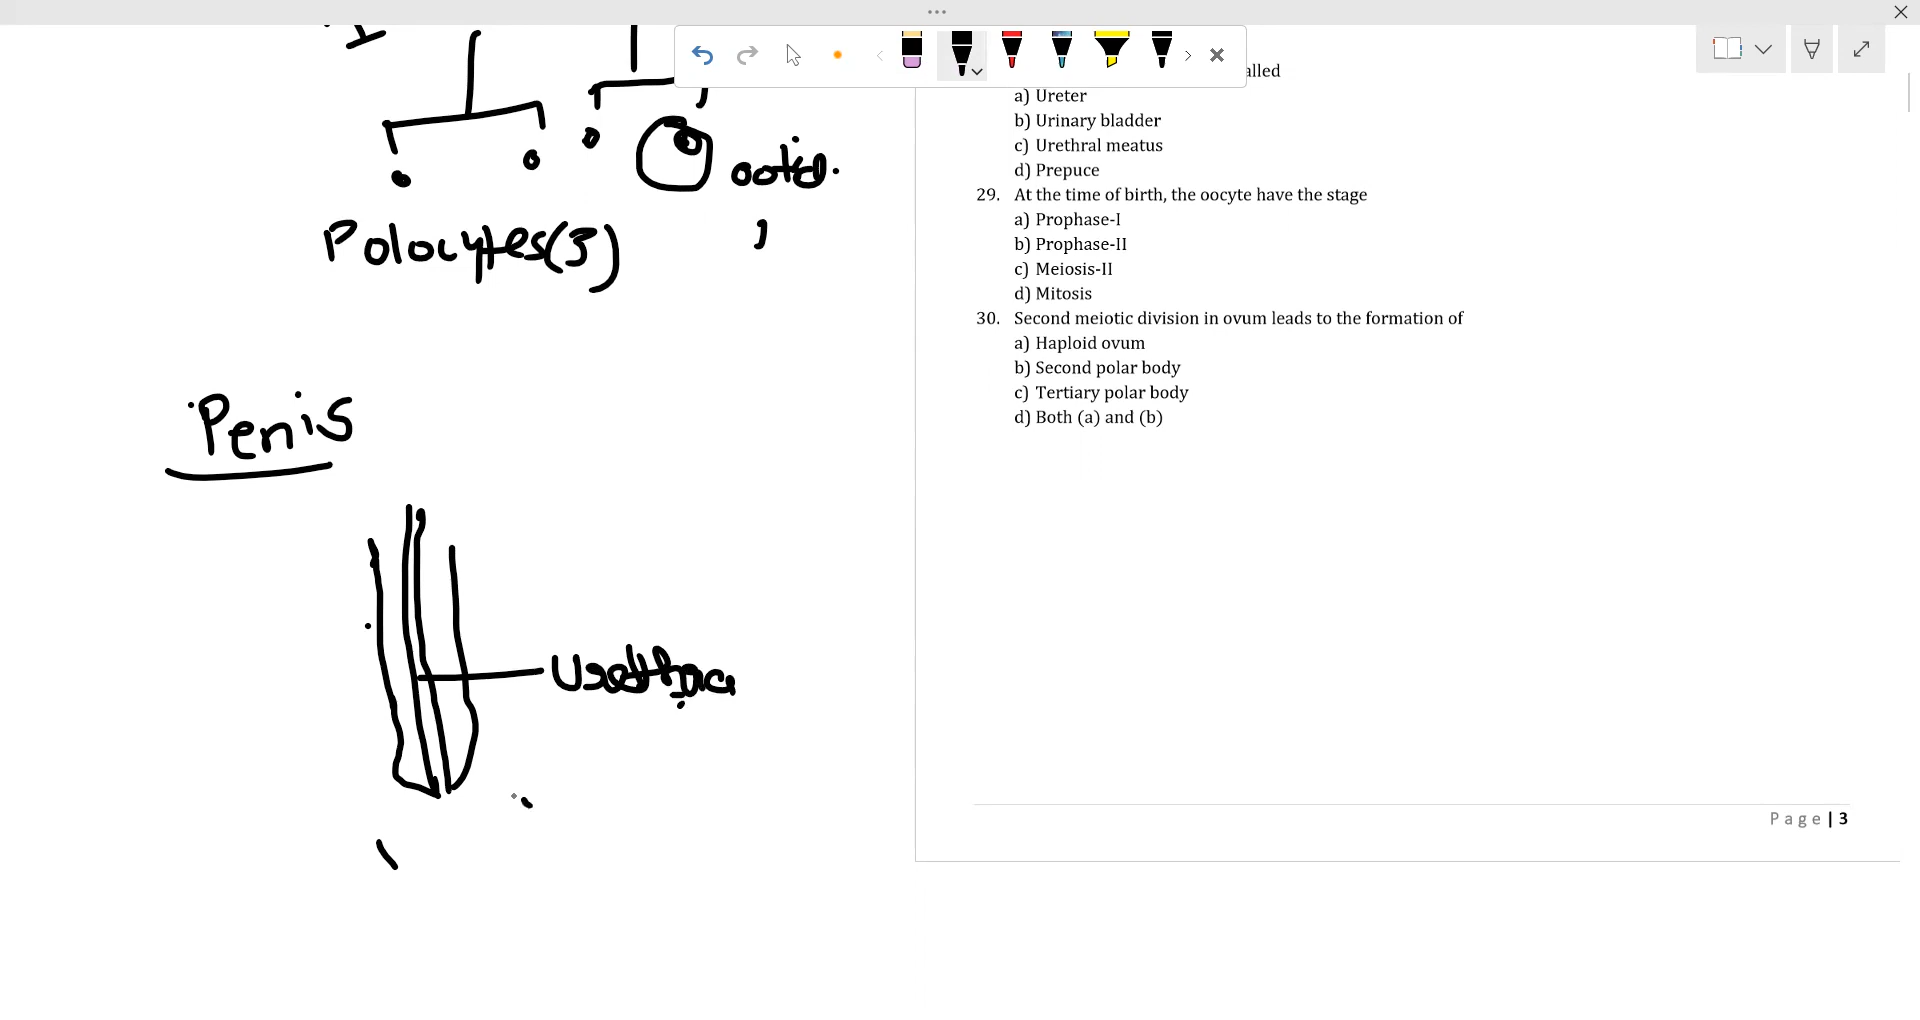 I
ootid.
Polocytes(3)
Penis
Urethra
alled
a) Ureter
b) Urinary bladder
c) Urethral meatus
d) Prepuce
29. At the time of birth, the oocyte have the stage
a) Prophase-I
b) Prophase-II
c) Meiosis-II
d) Mitosis
30. Second meiotic division in ovum leads to the formation of
a) Haploid ovum
b) Second polar body
c) Tertiary polar body
d) Both (a) and (b)
Page | 3